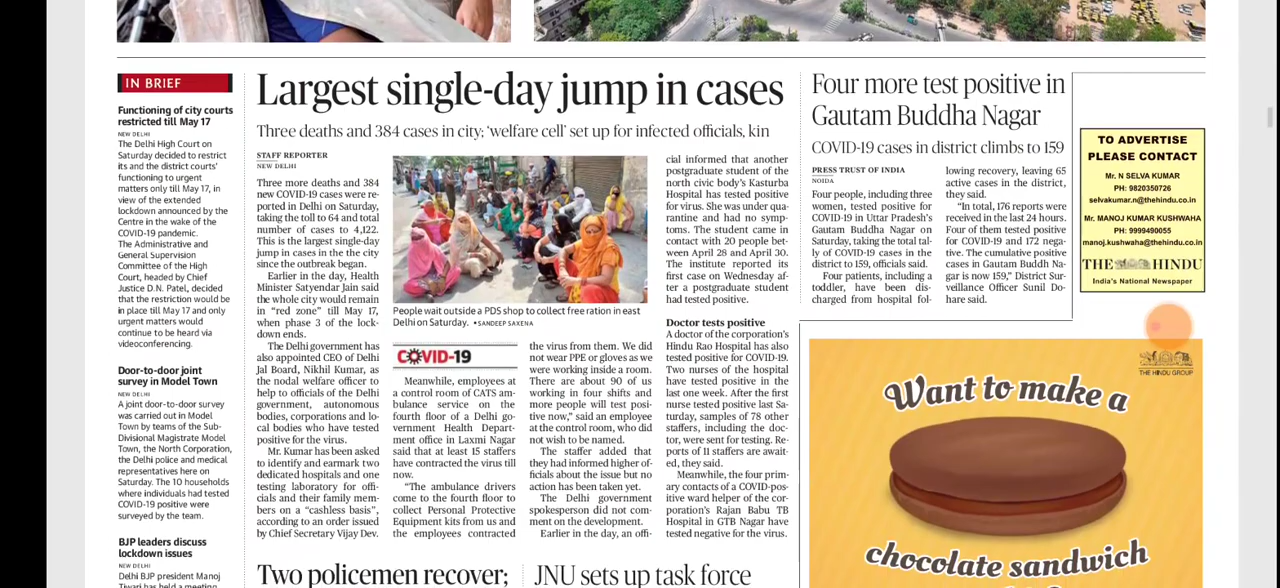 IN BRIEF
Functioning of city courts
restricted till May 17
NEW DELHI
The Delhi High Court on
Saturday decided to restrict
its and the district courts'
functioning to urgent
matters only till May 17, in
view of the extended
lockdown announced by the
Centre in the wake of the
COVID-19 pandemic.
The Administrative and
General Supervision
Committee of the High
Court, headed by Chief
Justice D.N. Patel, decided
that the restriction would be
in place till May 17 and only
urgent matters would
continue to be heard via
videoconferencing.
Door-to-door joint
survey in Model Town
NEW DELHI
A joint door-to-door survey
was carried out in Model
Town by teams of the Sub-
Divisional Magistrate Model
Town, the North Corporation,
the Delhi police and medical
representatives here on
Saturday. The 10 households
where individuals had tested
COVID-19 positive were
surveyed by the team.
BJP leaders discuss
lockdown issues
NEW DELHI
Delhi BJP president Manoj
Tiwari has held a meeting
Largest single-day jump in cases
Three deaths and 384 cases in city; 'welfare cell' set up for infected officials, kin
STAFF REPORTER
NEW DELHI
Three more deaths and 384
new COVID-19 cases were re-
ported in Delhi on Saturday,
taking the toll to 64 and total
number of cases to 4,122.
This is the largest single-day
jump in cases in the the city
since the outbreak began.
Earlier in the day, Health
Minister Satyendar Jain said
the whole city would remain
in "red zone" till May 17,
when phase 3 of the lock-
down ends.
The Delhi government has
also appointed CEO of Delhi
Jal Board, Nikhil Kumar, as
the nodal welfare officer to
help to officials of the Delhi
government, autonomous
bodies, corporations and lo-
cal bodies who have tested
positive for the virus.
Mr. Kumar has been asked
to identify and earmark two
dedicated hospitals and one
testing laboratory for offi-
cials and their family mem-
bers on a "cashless basis",
according to an order issued
by Chief Secretary Vijay Dev.
People wait outside a PDS shop to collect free ration in east
Delhi on Saturday. • SANDEEP SAXENA
COVID-19
Meanwhile, employees at
a control room of CATS am-
bulance service on the
fourth floor of a Delhi go-
vernment Health Depart-
ment office in Laxmi Nagar
said that at least 15 staffers
have contracted the virus till
now.
"The ambulance drivers
come to the fourth floor to
collect Personal Protective
Equipment kits from us and
the employees contracted
the virus from them. We did
not wear PPE or gloves as we
were working inside a room.
There are about 90 of us
working in four shifts and
more people will test posi-
tive now," said an employee
at the control room, who did
not wish to be named.
The staffer added that
they had informed higher of-
ficials about the issue but no
action has been taken yet.
The Delhi government
spokesperson did not com-
ment on the development.
Earlier in the day, an offi-
cial informed that another
postgraduate student of the
north civic body's Kasturba
Hospital has tested positive
for virus. She was under qua-
rantine and had no symp-
toms. The student came in
contact with 20 people bet-
ween April 28 and April 30.
The institute reported its
first case on Wednesday af-
ter a postgraduate student
had tested positive.
Doctor tests positive
A doctor of the corporation's
Hindu Rao Hospital has also
tested positive for COVID-19.
Two nurses of the hospital
have tested positive in the
last one week. After the first
nurse tested positive last Sa-
turday, samples of 78 other
staffers, including the doc-
tor, were sent for testing. Re-
ports of 11 staffers are await-
ed, they said.
Meanwhile, the four prim-
ary contacts of a COVID-pos-
itive ward helper of the cor-
poration's Rajan Babu TB
Hospital in GTB Nagar have
tested negative for the virus.
Four more test positive in
Gautam Buddha Nagar
COVID-19 cases in district climbs to 159
PRESS TRUST OF INDIA
NOIDA
Four people, including three
women, tested positive for
COVID-19 in Uttar Pradesh's
Gautam Buddha Nagar on
Saturday, taking the total tal-
ly of COVID-19 cases in the
district to 159, officials said.
Four patients, including a
toddler, have been dis-
charged from hospital fol-
lowing recovery, leaving 65
active cases in the district,
they said.
"In total, 176 reports were
received in the last 24 hours.
Four of them tested positive
for COVID-19 and 172 nega-
tive. The cumulative positive
cases in Gautam Buddh Na-
gar is now 159," District Sur-
veillance Officer Sunil Do-
hare said.
TO ADVERTISE
PLEASE CONTACT
Mr. N SELVA KUMAR
PH: 9820350726
selvakumar.n@thehindu.co.in
Mr. MANOJ KUMAR KUSHWAHA
PH: 9999490055
manoj.kushwaha@thehindu.co.in
THE HINDU
India's National Newspaper
THE HINDU GROUP
Want to make a
chocolate sandwich
Two policemen recover;
JNU sets up task force